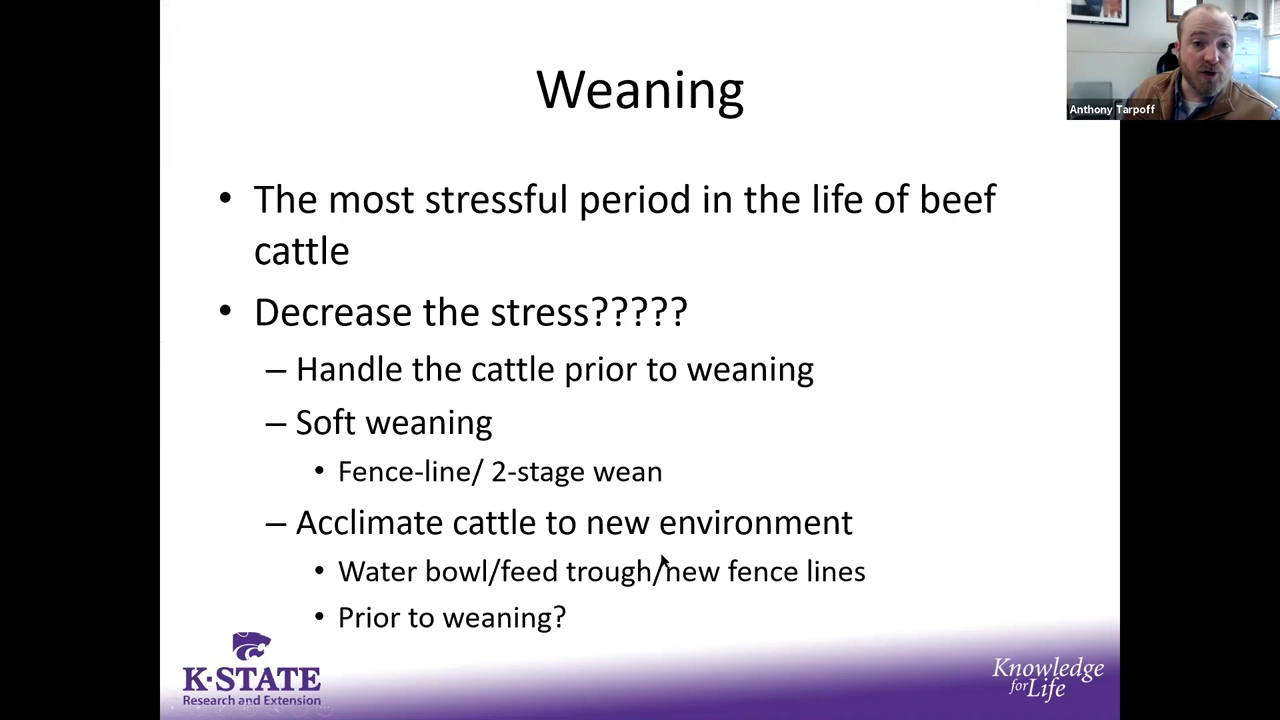 Weaning
Anthony Tarpoff
• The most stressful period in the life of beef
cattle
• Decrease the stress?????
– Handle the cattle prior to weaning
– Soft weaning
• Fence-line/ 2-stage wean
– Acclimate cattle to new environment
• Water bowl/feed trough/new fence lines
• Prior to weaning?
K-STATE
Research and Extension
Knowledge
for Life